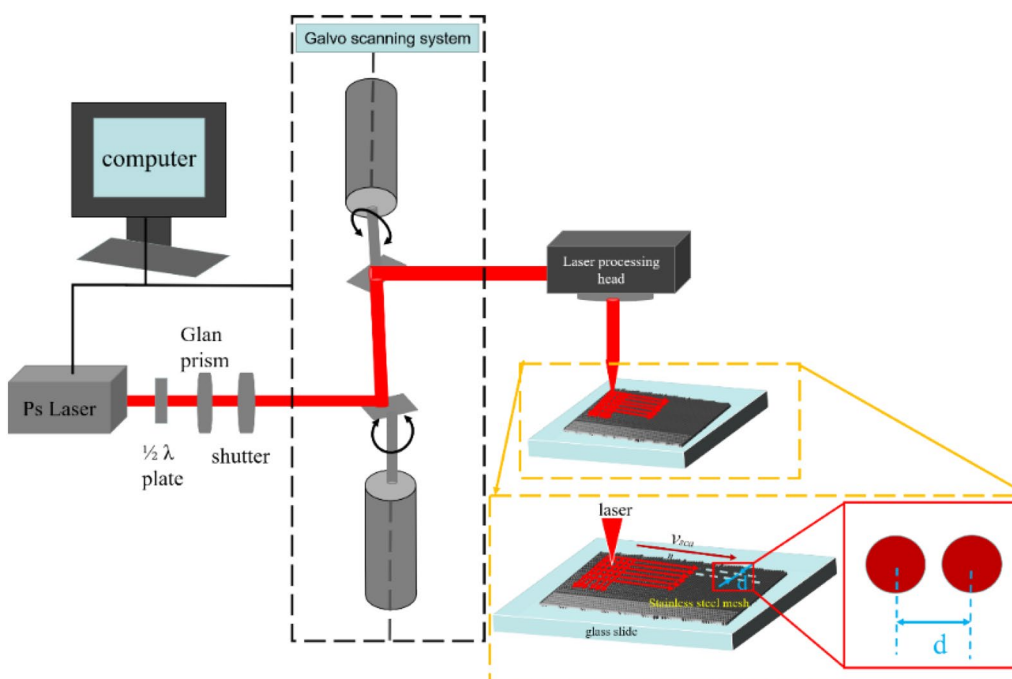 Galvo scanning system
computer
Laser processing
head
Glan
prism
Ps Laser
½ λ
plate
shutter
laser
d
Stainless steel mesh
glass slide
d